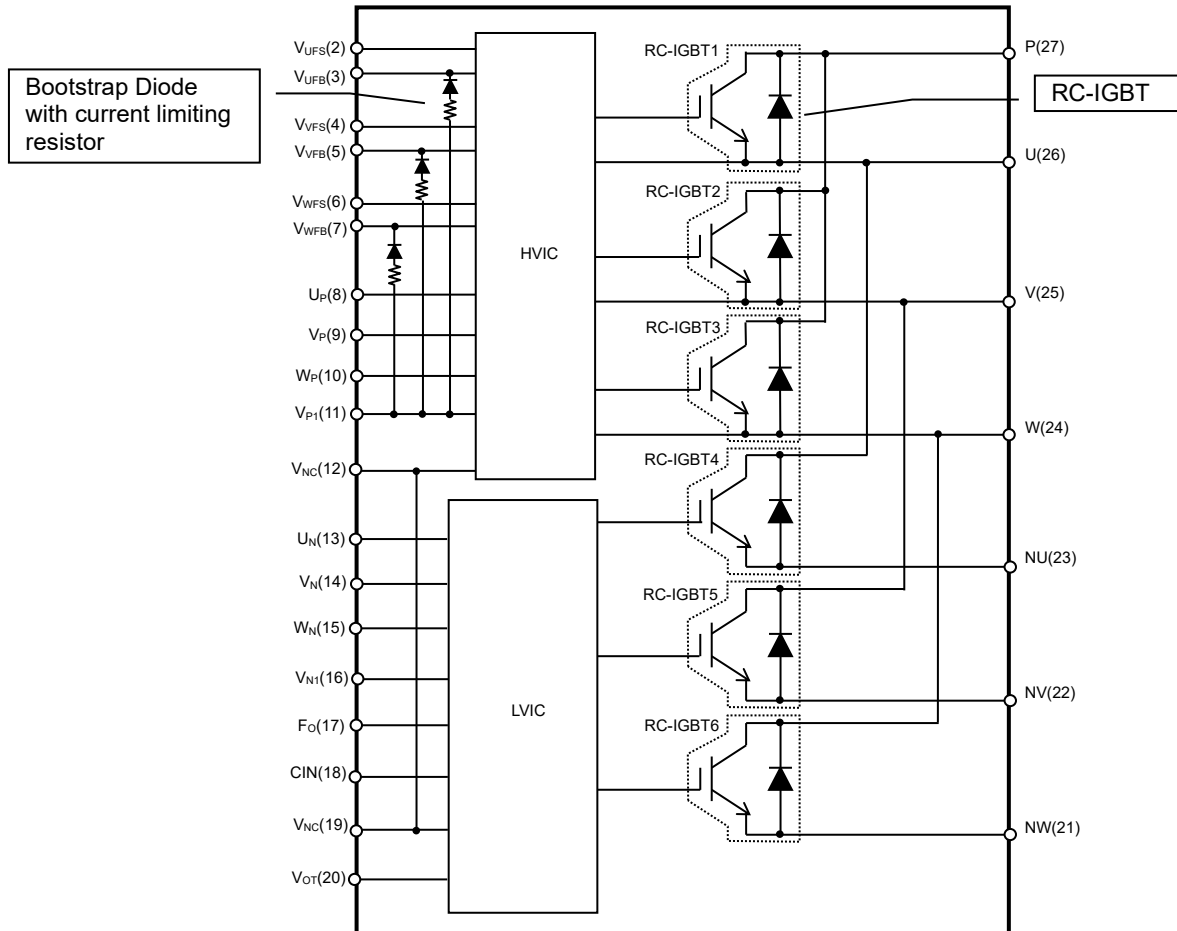 VUFS(2)
VUFB(3)
VVFS(4)
VVFB(5)
VWFS(6)
VWFB(7)
UP(8)
VP(9)
WP(10)
VP1(11)
VNC(12)
UN(13)
VN(14)
WN(15)
VN1(16)
FO(17)
CIN(18)
VNC(19)
VOT(20)
Bootstrap Diode
with current limiting
resistor
HVIC
LVIC
RC-IGBT1
RC-IGBT2
RC-IGBT3
RC-IGBT4
RC-IGBT5
RC-IGBT6
P(27)
RC-IGBT
U(26)
V(25)
W(24)
NU(23)
NV(22)
NW(21)